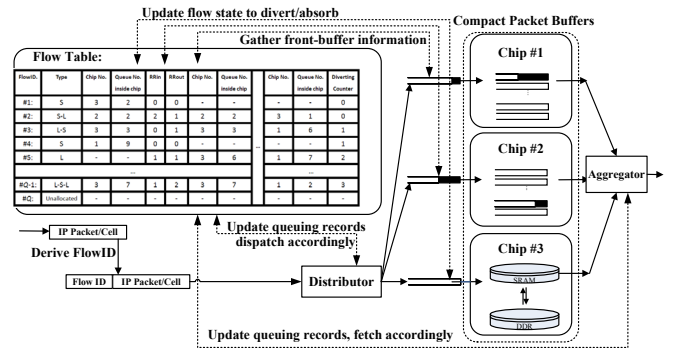 Update flow state to divert/absorb
Compact Packet Buffers
Gather front-buffer information
Flow Table:
FlowID. Type Chip No. Queue No. inside chip RRin RRout Chip No. Queue No. inside chip Chip No. Queue No. inside chip Diverting Counter
#1: S 3 2 0 0 - - - - 0
#2: S-L 2 2 2 1 2 2 3 1 0
#3: L-S 3 3 0 1 3 3 1 6 1
#4: S 1 9 0 0 - - - - 1
#5: L - - 1 1 3 6 1 7 2
...
...
#Q-1: L-S-L 3 7 1 2 3 7 1 2 3
#Q: Unallocated - - - - - - - - -
Chip #1
Chip #2
Chip #3
SRAM
DDR
Aggregator
IP Packet/Cell
Derive FlowID
Flow ID IP Packet/Cell
Update queuing records
dispatch accordingly
Distributor
Update queuing records, fetch accordingly